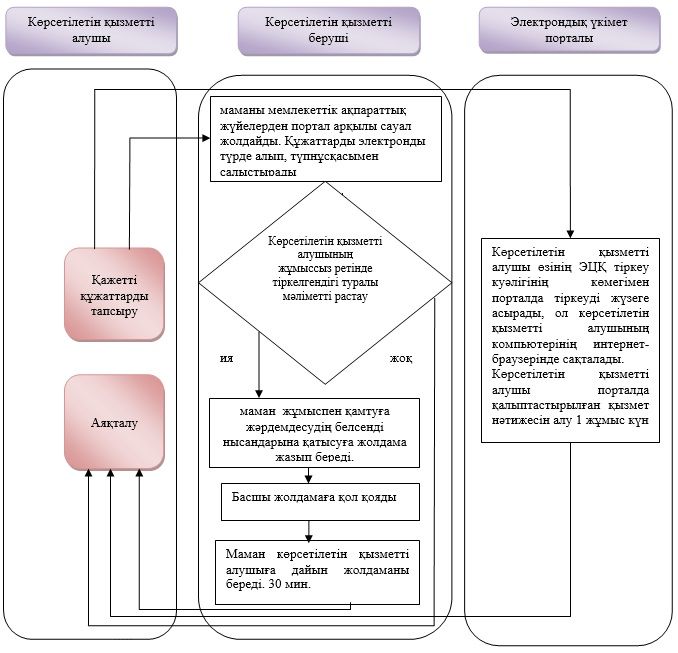 Көрсетілетін қызметті
алушы
Көрсетілетін қызметті
беруші
Электрондық үкімет
порталы
маманы мемлекеттік ақпараттық
жүйелерден портал арқылы сауал
жолдайды. Құжаттарды электронды
түрде алып, түпнұсқасымен
салыстырады
Қажетті
құжаттарды
тапсыру
Көрсетілетін қызметті
алушының
жұмыссыз ретінде
тіркелгендігі туралы
мәліметті растау
ия
жоқ
Көрсетілетін қызметті
алушы өзінің ЭЦҚ тіркеу
куәлігінің көмегімен
порталда тіркеуді жүзеге
асырады, ол көрсетілетін
қызметті алушының
компьютерінің интернет-
браузерінде сақталады.
Көрсетілетін қызметті
алушы порталда
қалыптастырылған қызмет
нәтижесін алу 1 жұмыс күн
Аяқталу
маман жұмыспен қамтуға
жәрдемдесудің белсенді
нысандарына қатысуға жолдама
жазып береді.
Басшы жолдамаға қол қояды
Маман көрсетілетін қызметті
алушыға дайын жолдаманы
береді. 30 мин.